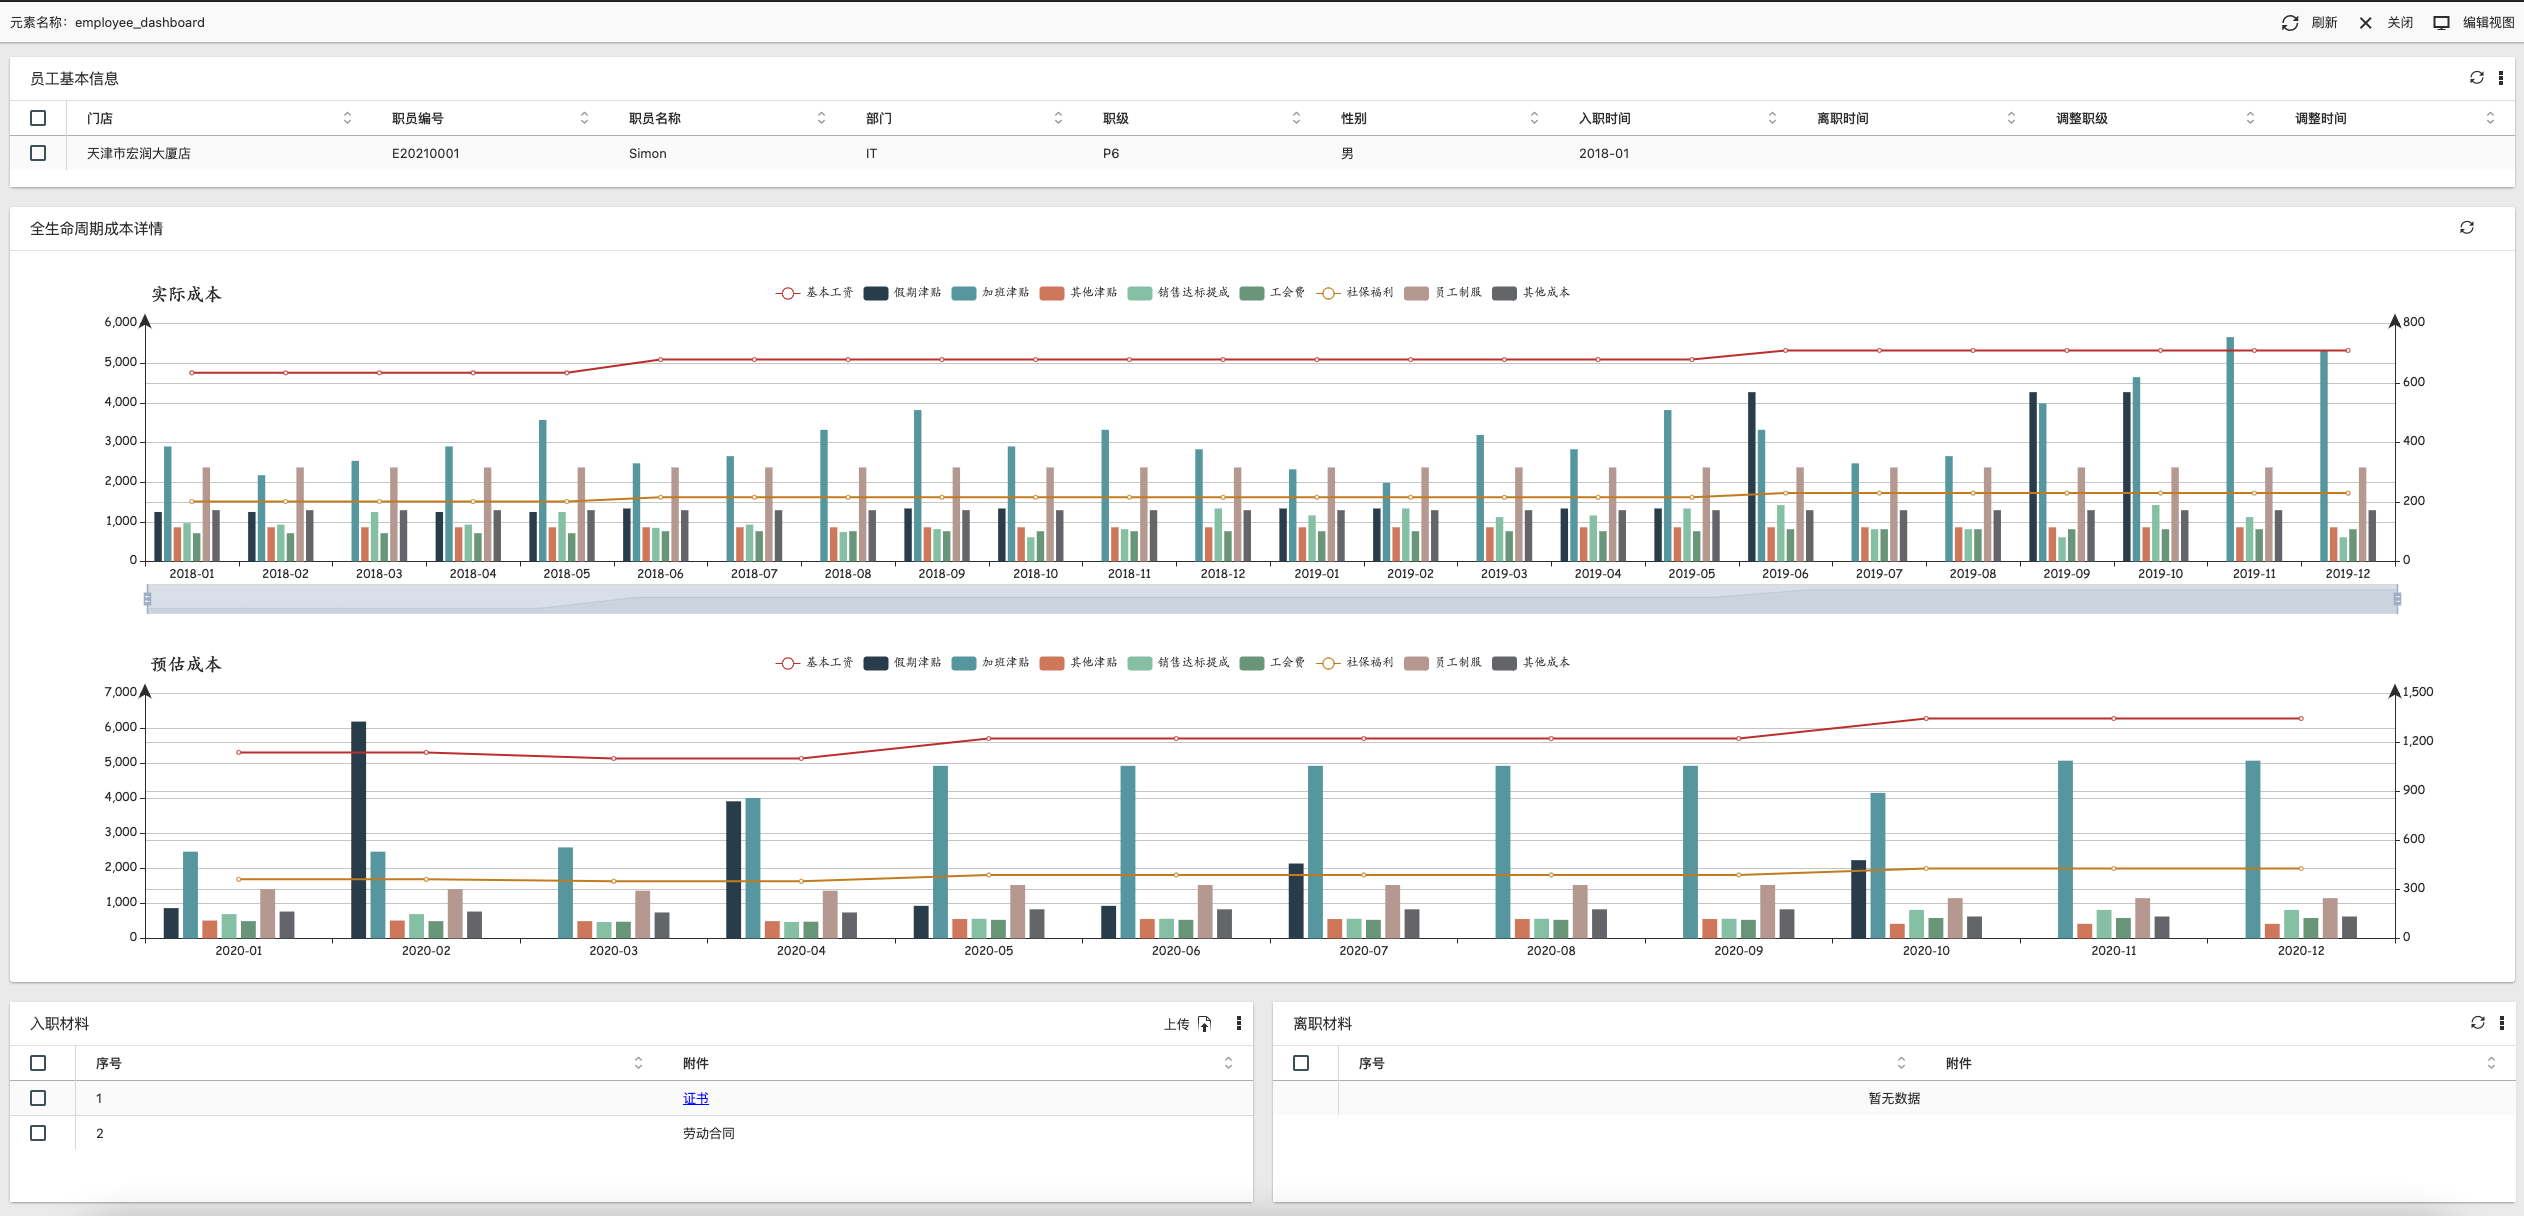 元素名称：employee_dashboard
刷新 关闭 编辑视图
员工基本信息
门店 职员编号 职员名称 部门 职级 性别 入职时间 离职时间 调整职级 调整时间
天津市宏润大厦店 E20210001 Simon IT P6 男 2018-01
全生命周期成本详情
实际成本
基本工资 假期津贴 加班津贴 其他津贴 销售达标提成 工会费 社保福利 员工制服 其他成本
6,000 800
5,000
4,000 600
3,000 400
2,000
1,000 200
0 0
2018-01 2018-02 2018-03 2018-04 2018-05 2018-06 2018-07 2018-08 2018-09 2018-10 2018-11 2018-12 2019-01 2019-02 2019-03 2019-04 2019-05 2019-06 2019-07 2019-08 2019-09 2019-10 2019-11 2019-12
预估成本
基本工资 假期津贴 加班津贴 其他津贴 销售达标提成 工会费 社保福利 员工制服 其他成本
7,000 1,500
6,000
5,000 1,200
4,000 900
3,000 600
2,000
1,000 300
0 0
2020-01 2020-02 2020-03 2020-04 2020-05 2020-06 2020-07 2020-08 2020-09 2020-10 2020-11 2020-12
入职材料 上传
序号 附件
1 证书
2 劳动合同
离职材料
序号 附件
暂无数据